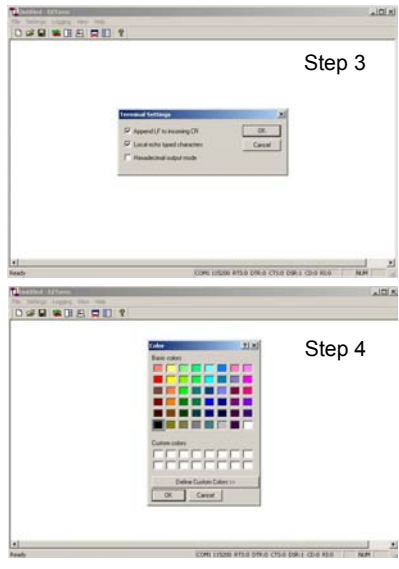 Untitled - EzTerm
File Settings Logging View Help
Step 3
Terminal Settings
Append LF to incoming CR
OK
Local echo typed characters
Cancel
Hexadecimal output mode
Ready
COM1 115200 RTS:0 DTR:0 CTS:0 DSR:1 CD:0 RI:0
NUM
File Settings Logging View Help
Step 4
Color
Basic colors
Custom colors
Define Custom Colors >>
OK
Cancel
Ready
COM1 115200 RTS:0 DTR:0 CTS:0 DSR:1 CD:0 RI:0
NUM